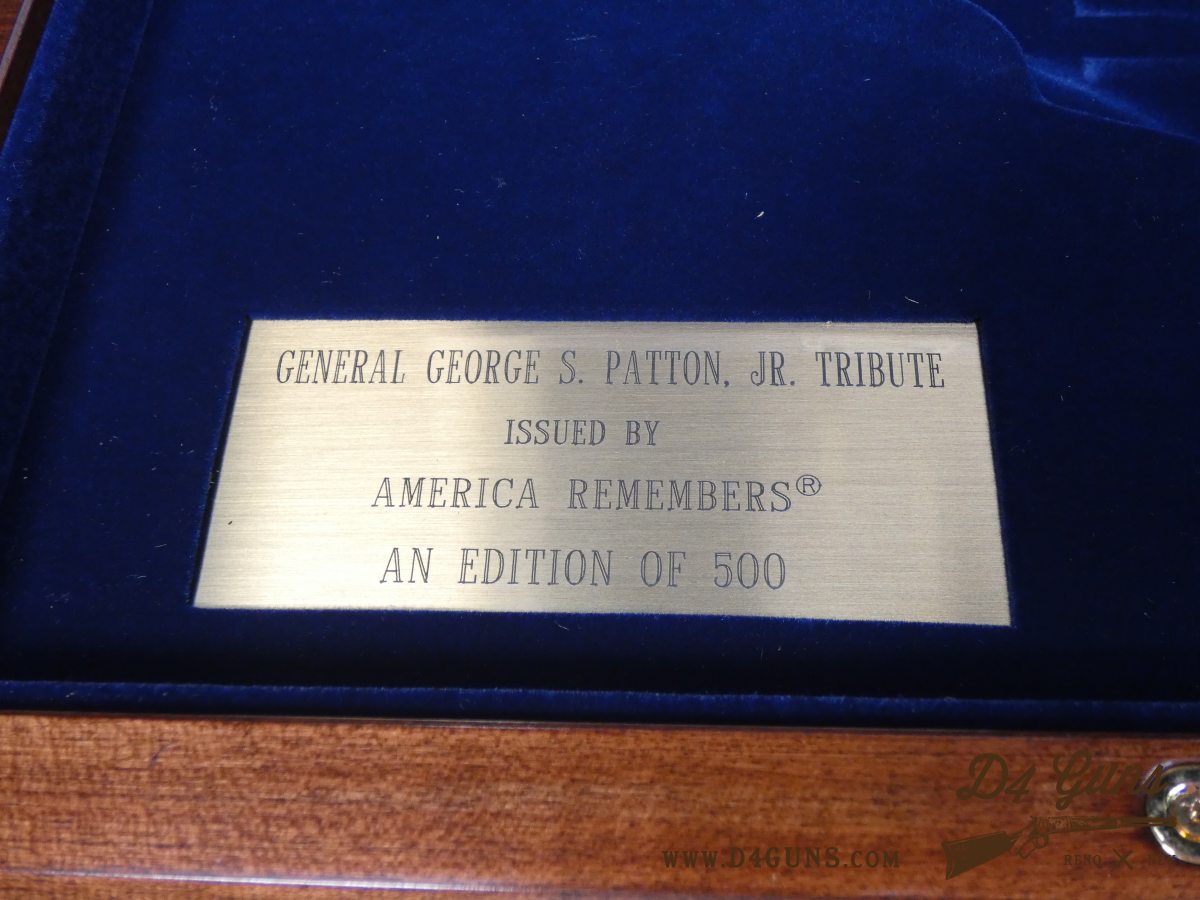 GENERAL GEORGE S. PATTON, JR. TRIBUTE
ISSUED BY
AMERICA REMEMBERS®
AN EDITION OF 500
D4 Guns
WWW.D4GUNS.COM
RENO